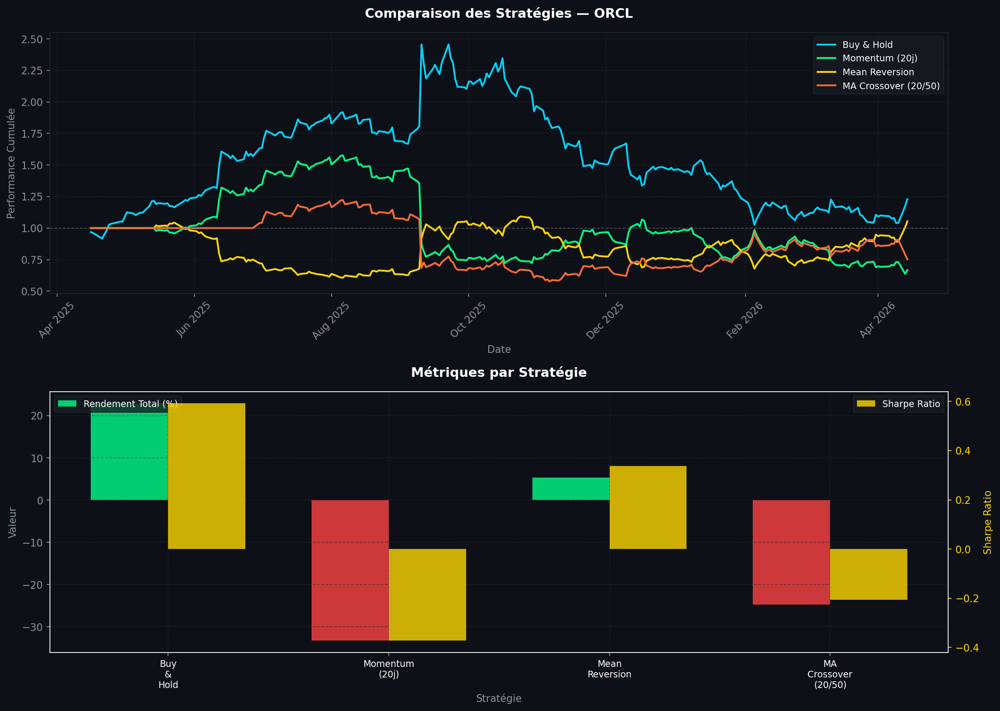 Comparaison des Stratégies — ORCL
Performance Cumulée
2.50
2.25
2.00
1.75
1.50
1.25
1.00
0.75
0.50
Buy & Hold
Momentum (20j)
Mean Reversion
MA Crossover (20/50)
Apr 2025
Jun 2025
Aug 2025
Oct 2025
Dec 2025
Feb 2026
Apr 2026
Date
Métriques par Stratégie
Rendement Total (%)
Sharpe Ratio
Valeur
20
10
0
−10
−20
−30
0.6
0.4
0.2
0.0
−0.2
−0.4
Sharpe Ratio
Buy
&
Hold
Momentum
(20j)
Mean
Reversion
MA
Crossover
(20/50)
Stratégie